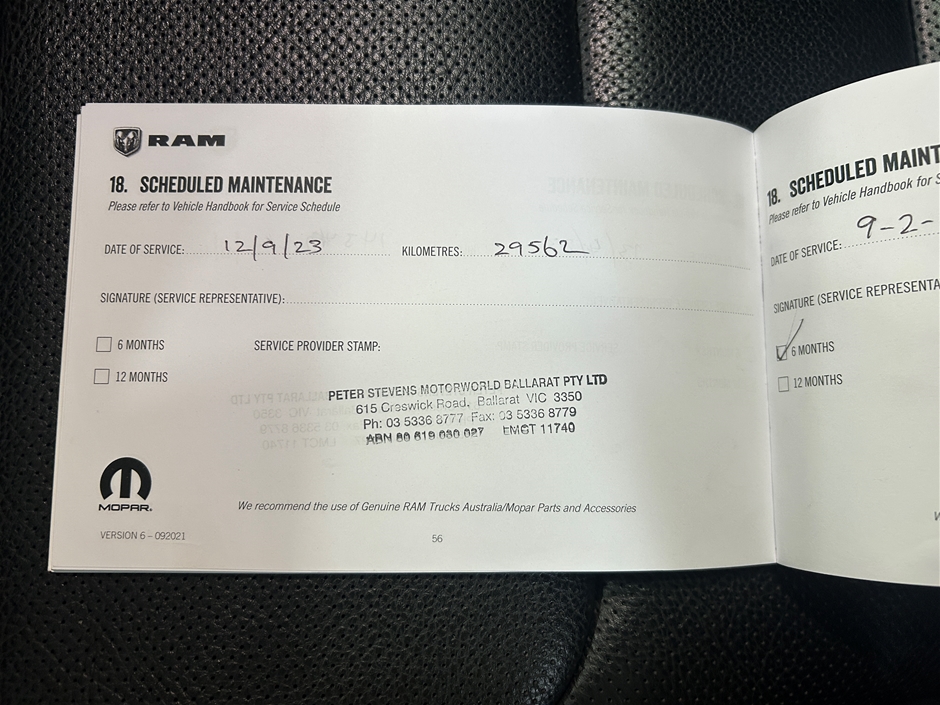 RAM
18. SCHEDULED MAINTENANCE
Please refer to Vehicle Handbook for Service Schedule
DATE OF SERVICE: 12/9/23 KILOMETRES: 29562
SIGNATURE (SERVICE REPRESENTATIVE):
6 MONTHS SERVICE PROVIDER STAMP:
12 MONTHS
PETER STEVENS MOTORWORLD BALLARAT PTY LTD
615 Creswick Road, Ballarat VIC 3350
Ph: 03 5336 8777 Fax: 03 5336 8779
ABN 80 619 080 027 LMCT 11740
MOPAR.
We recommend the use of Genuine RAM Trucks Australia/Mopar Parts and Accessories
VERSION 6 – 092021
56
18. SCHEDULED MAINT
Please refer to Vehicle Handbook for S
DATE OF SERVICE: 9-2-
SIGNATURE (SERVICE REPRESENTA
6 MONTHS
12 MONTHS